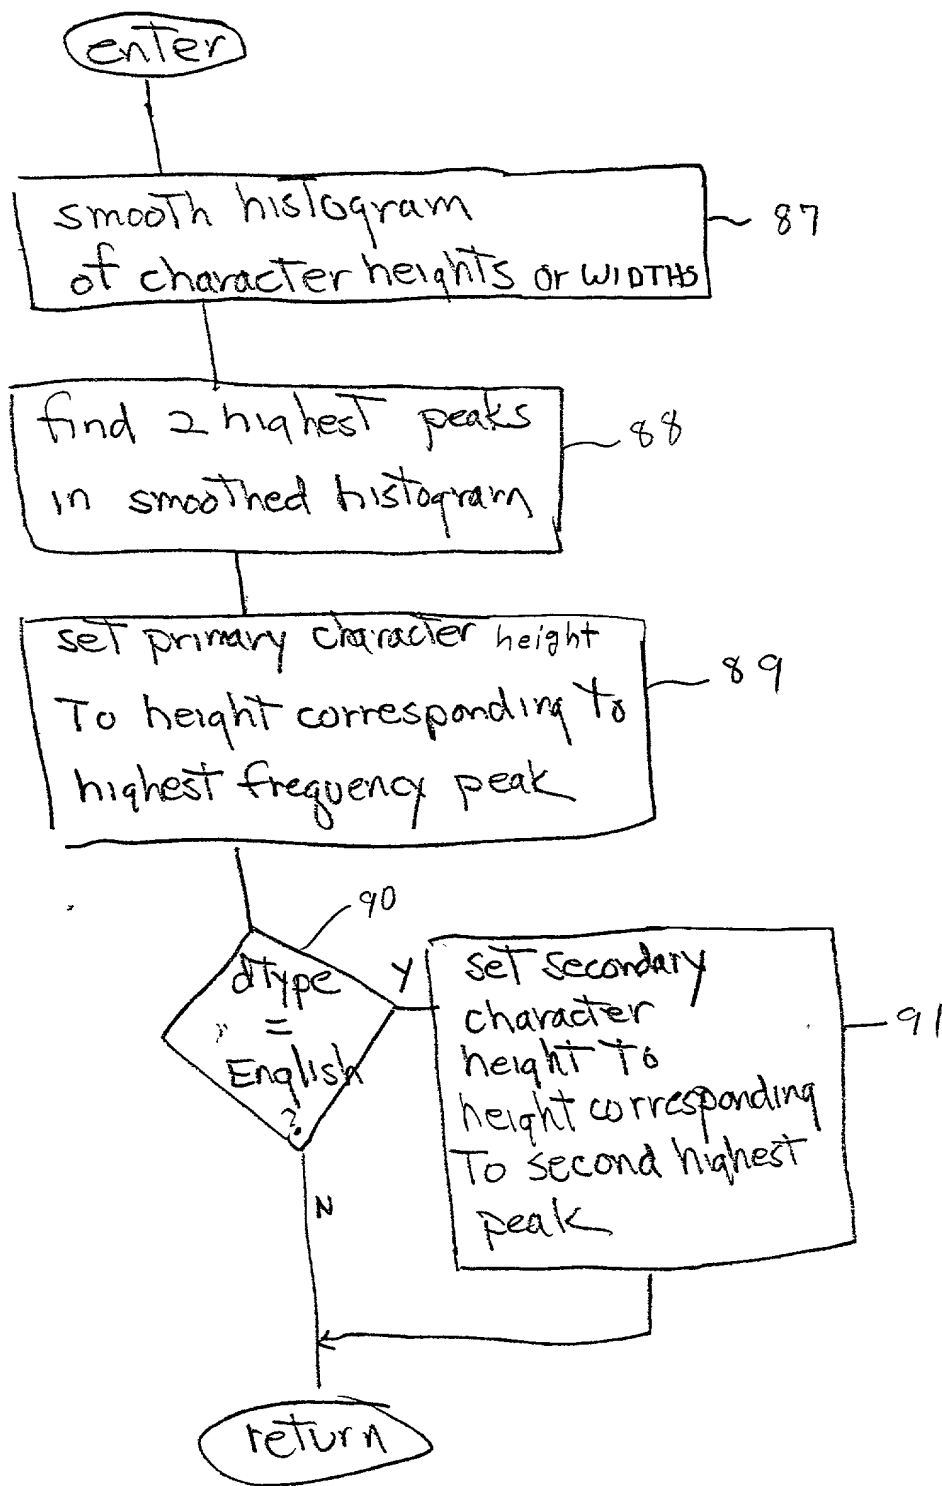 enter
smooth histogram
of character heights or WIDTHS
87
find 2 highest peaks
in smoothed histogram
88
set primary character height
To height corresponding to
highest frequency peak
89
90
dType
=
English
?
Y
N
set secondary
character
height To
height corresponding
To second highest
peak
91
return